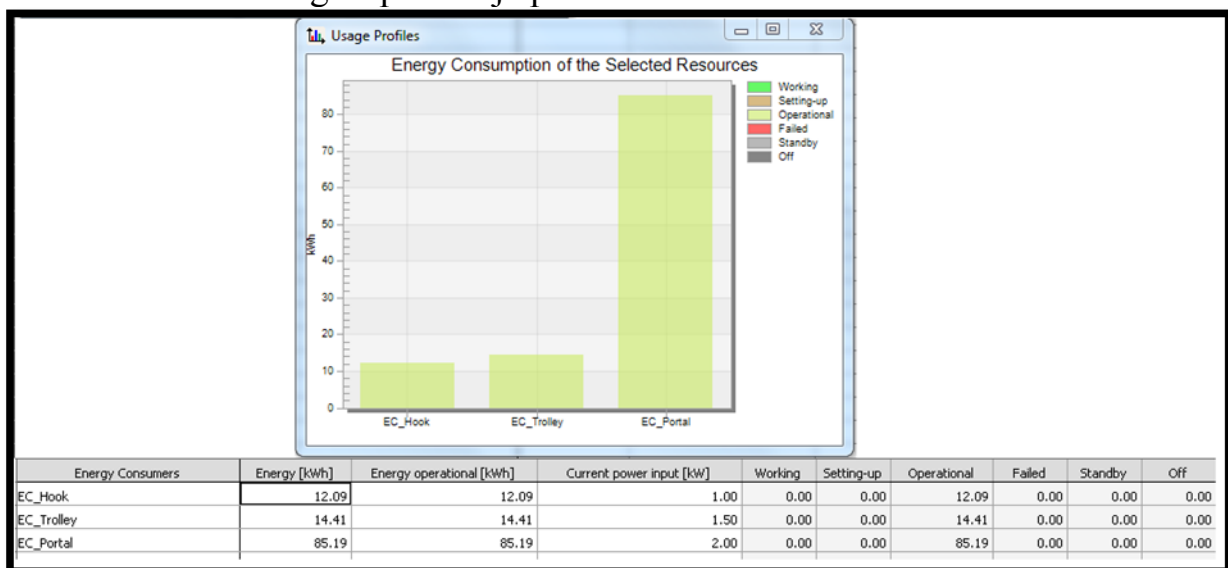 Usage Profiles
Energy Consumption of the Selected Resources
Working
Setting-up
Operational
Failed
Standby
Off
kWh
80
70
60
50
40
30
20
10
0
EC_Hook EC_Trolley EC_Portal
Energy Consumers Energy [kWh] Energy operational [kWh] Current power input [kW] Working Setting-up Operational Failed Standby Off
EC_Hook 12.09 12.09 1.00 0.00 0.00 12.09 0.00 0.00 0.00
EC_Trolley 14.41 14.41 1.50 0.00 0.00 14.41 0.00 0.00 0.00
EC_Portal 85.19 85.19 2.00 0.00 0.00 85.19 0.00 0.00 0.00